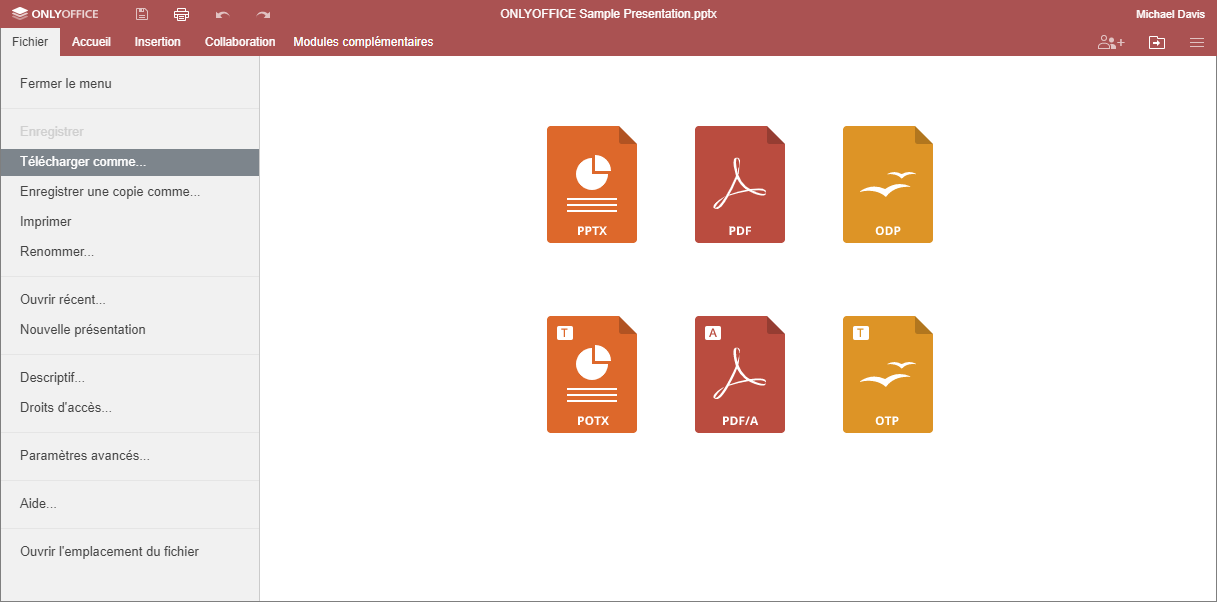 ONLYOFFICE
ONLYOFFICE Sample Presentation.pptx
Michael Davis
Fichier
Accueil
Insertion
Collaboration
Modules complémentaires
Fermer le menu
Enregistrer
Télécharger comme...
Enregistrer une copie comme...
Imprimer
Renommer...
Ouvrir récent...
Nouvelle présentation
Descriptif...
Droits d'accès...
Paramètres avancés...
Aide...
Ouvrir l'emplacement du fichier
PPTX
PDF
ODP
T
POTX
A
PDF/A
T
OTP